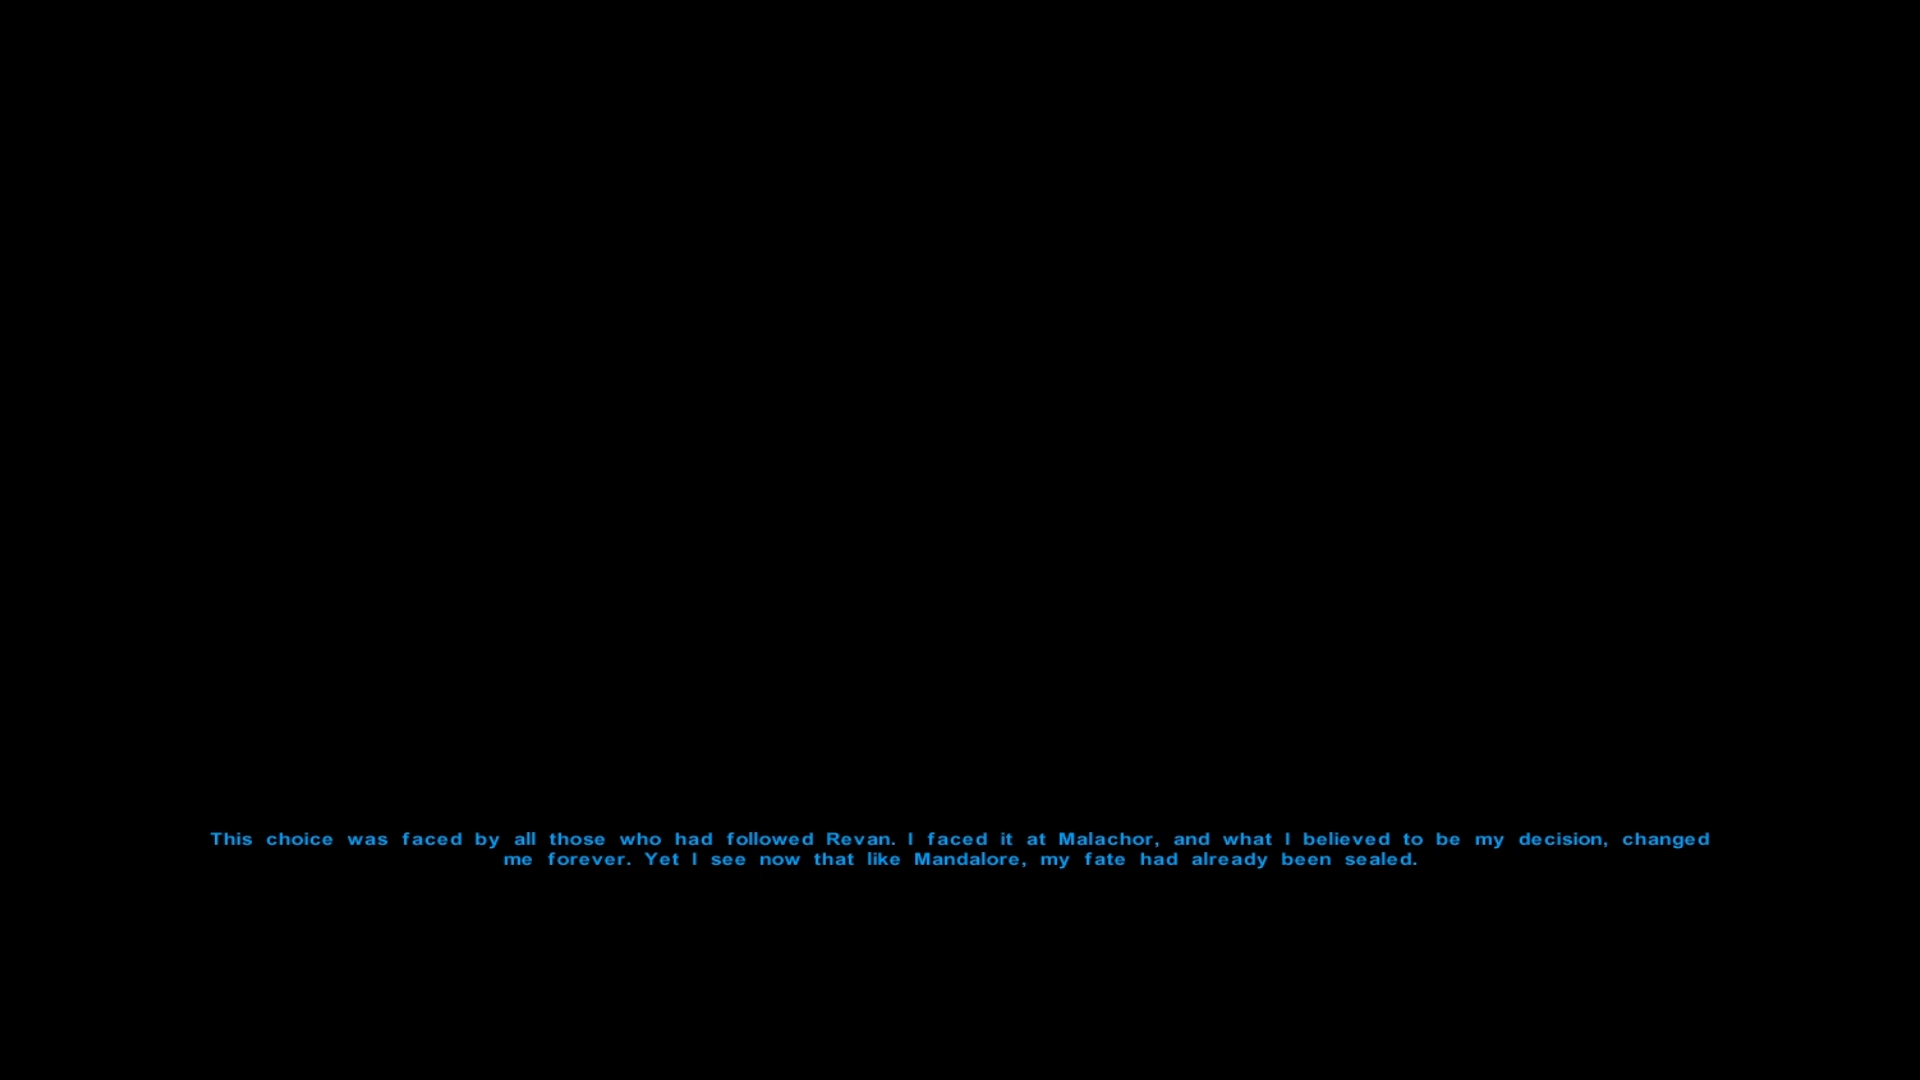 This choice was faced by all those who had followed Revan. I faced it at Malachor, and what I believed to be my decision, changed
me forever. Yet I see now that like Mandalore, my fate had already been sealed.